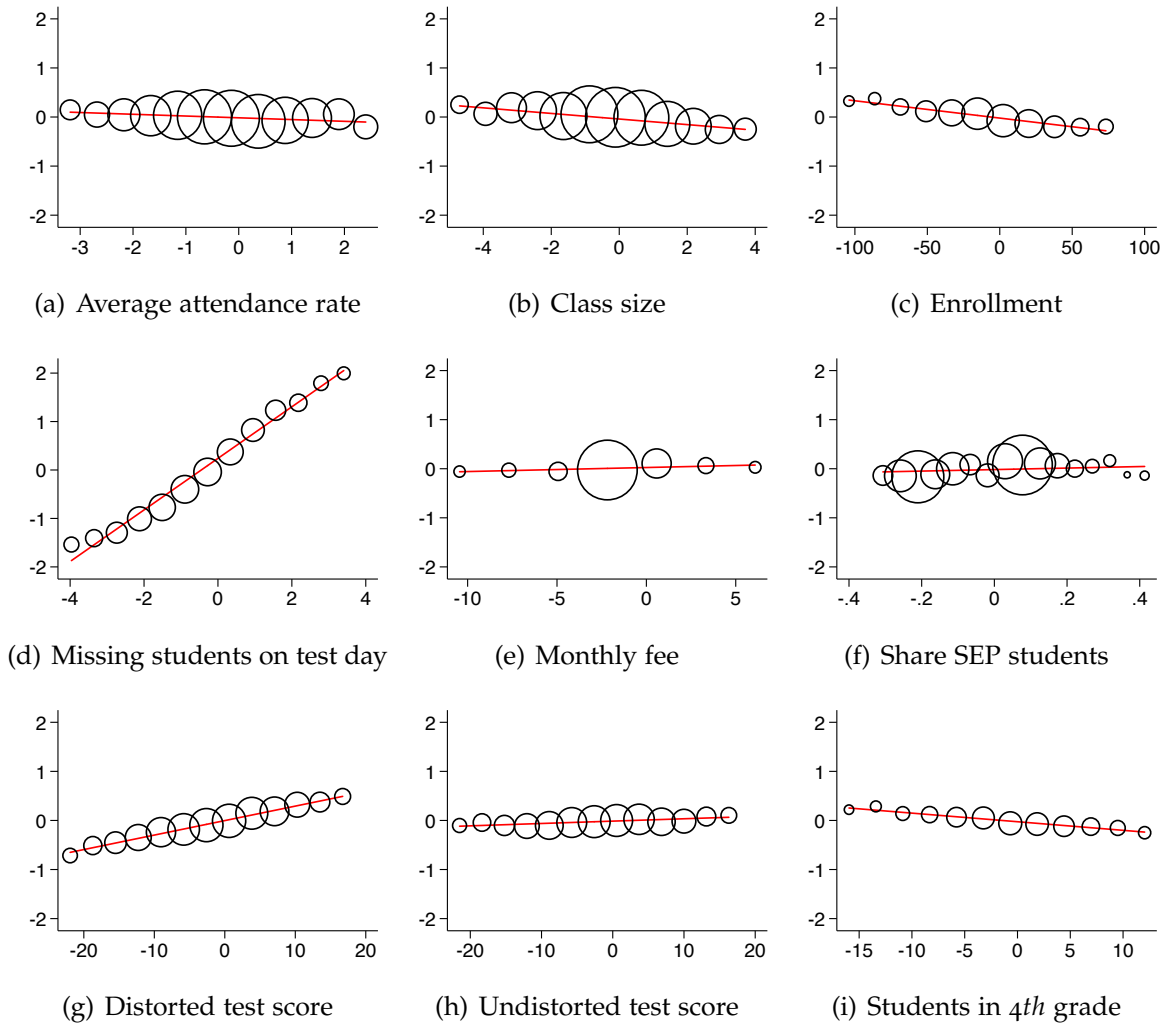 2 2 2
1 1 1
0 0 0
-1 -1 -1
-2 -2 -2
-3 -2 -1 0 1 2 -4 -2 0 2 4 -100 -50 0 50 100
(a) Average attendance rate (b) Class size (c) Enrollment
2 2 2
1 1 1
0 0 0
-1 -1 -1
-2 -2 -2
-4 -2 0 2 4 -10 -5 0 5 -.4 -.2 0 .2 .4
(d) Missing students on test day (e) Monthly fee (f) Share SEP students
2 2 2
1 1 1
0 0 0
-1 -1 -1
-2 -2 -2
-20 -10 0 10 20 -20 -10 0 10 20 -15 -10 -5 0 5 10
(g) Distorted test score (h) Undistorted test score (i) Students in 4th grade